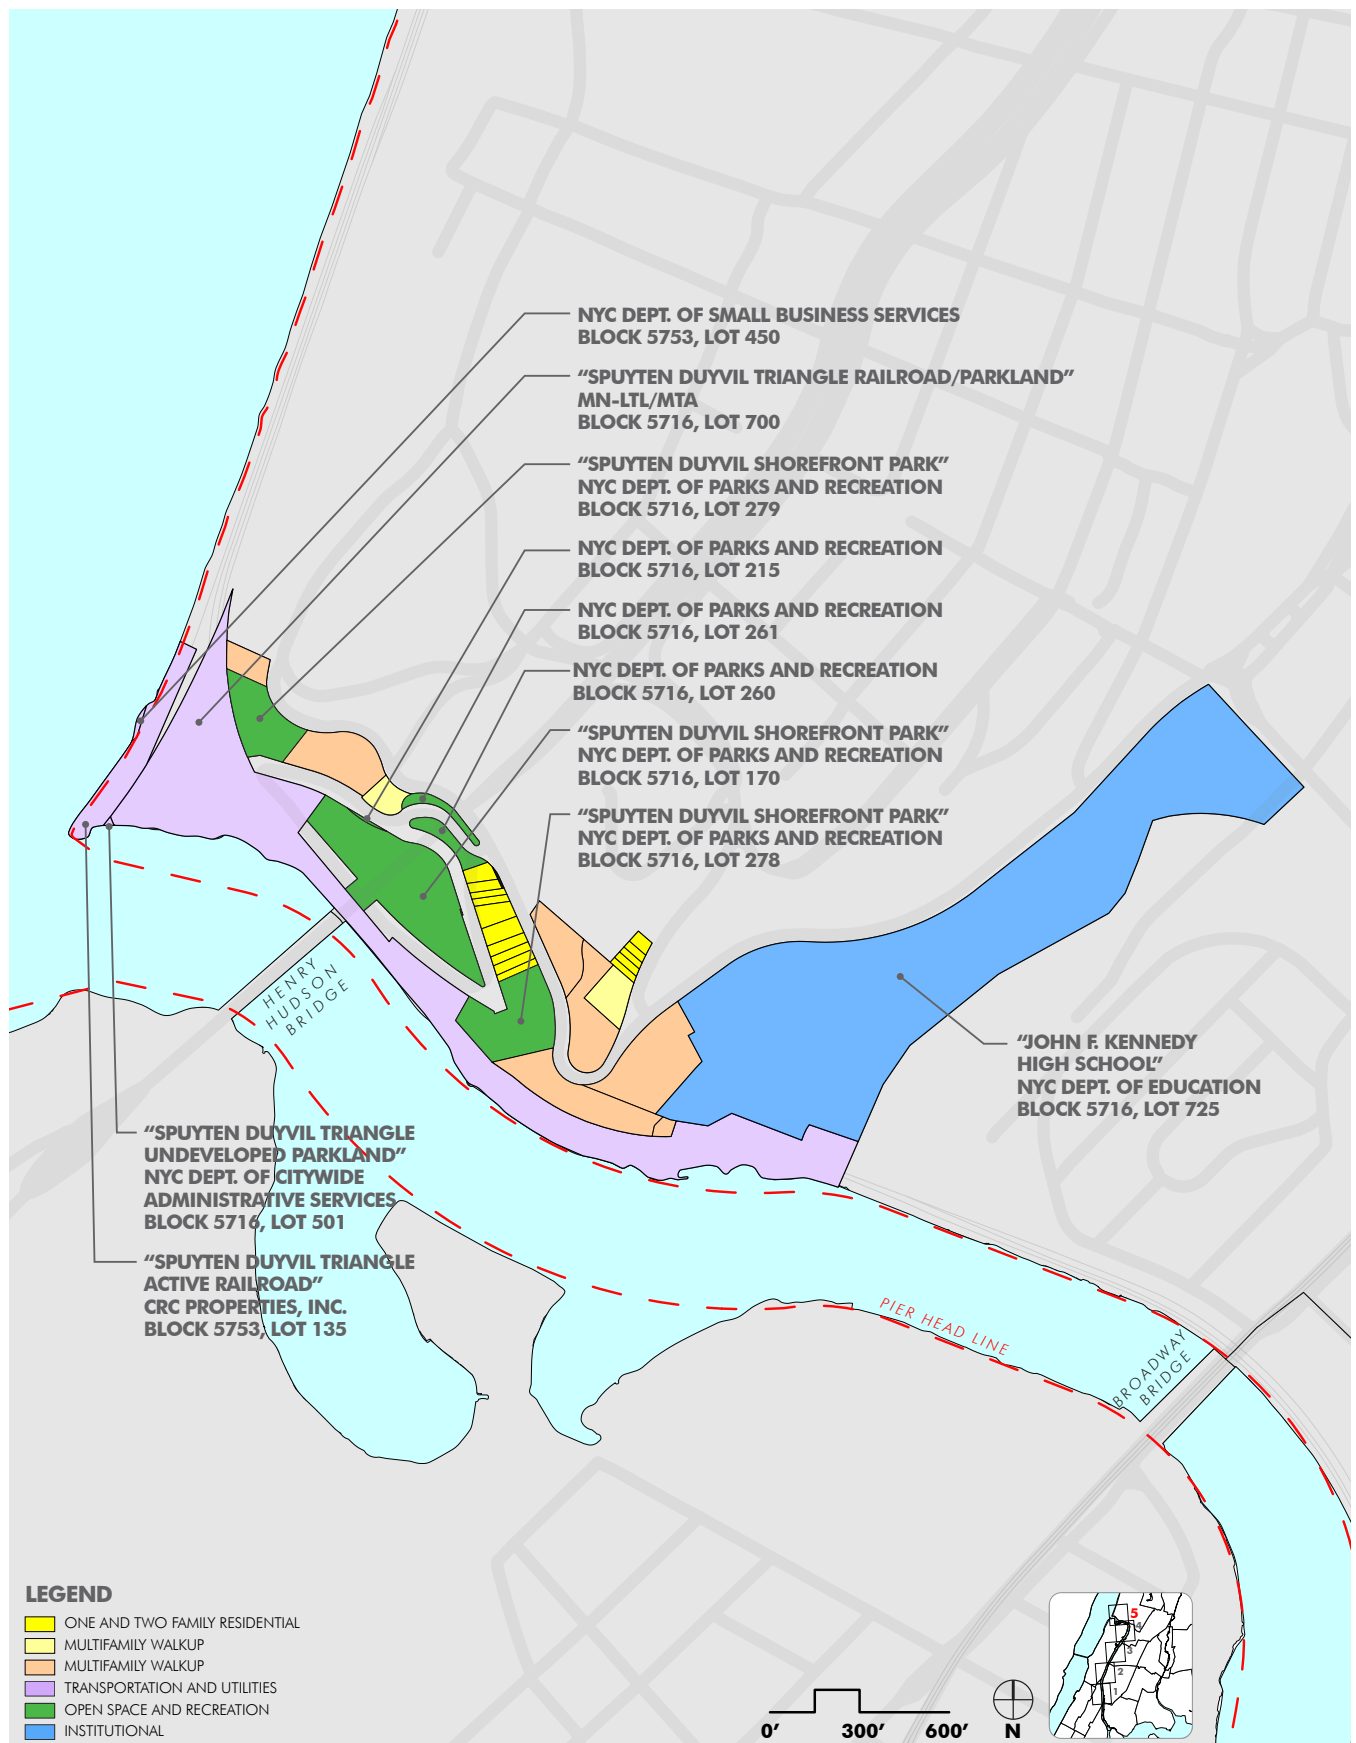 NYC DEPT. OF SMALL BUSINESS SERVICES
BLOCK 5753, LOT 450
“SPUYTEN DUYVIL TRIANGLE RAILROAD/PARKLAND”
MN-LTL/MTA
BLOCK 5716, LOT 700
“SPUYTEN DUYVIL SHOREFRONT PARK”
NYC DEPT. OF PARKS AND RECREATION
BLOCK 5716, LOT 279
NYC DEPT. OF PARKS AND RECREATION
BLOCK 5716, LOT 215
NYC DEPT. OF PARKS AND RECREATION
BLOCK 5716, LOT 261
NYC DEPT. OF PARKS AND RECREATION
BLOCK 5716, LOT 260
“SPUYTEN DUYVIL SHOREFRONT PARK”
NYC DEPT. OF PARKS AND RECREATION
BLOCK 5716, LOT 170
“SPUYTEN DUYVIL SHOREFRONT PARK”
NYC DEPT. OF PARKS AND RECREATION
BLOCK 5716, LOT 278
HENRY
HUDSON
BRIDGE
“JOHN F. KENNEDY
HIGH SCHOOL”
NYC DEPT. OF EDUCATION
BLOCK 5716, LOT 725
“SPUYTEN DUYVIL TRIANGLE
UNDEVELOPED PARKLAND”
NYC DEPT. OF CITYWIDE
ADMINISTRATIVE SERVICES
BLOCK 5716, LOT 501
“SPUYTEN DUYVIL TRIANGLE
ACTIVE RAILROAD”
CRC PROPERTIES, INC.
BLOCK 5753, LOT 135
PIER HEAD LINE
BROADWAY
BRIDGE
LEGEND
ONE AND TWO FAMILY RESIDENTIAL
MULTIFAMILY WALKUP
MULTIFAMILY WALKUP
TRANSPORTATION AND UTILITIES
OPEN SPACE AND RECREATION
INSTITUTIONAL
0’ 300’ 600’
N
5
4
3
2
1